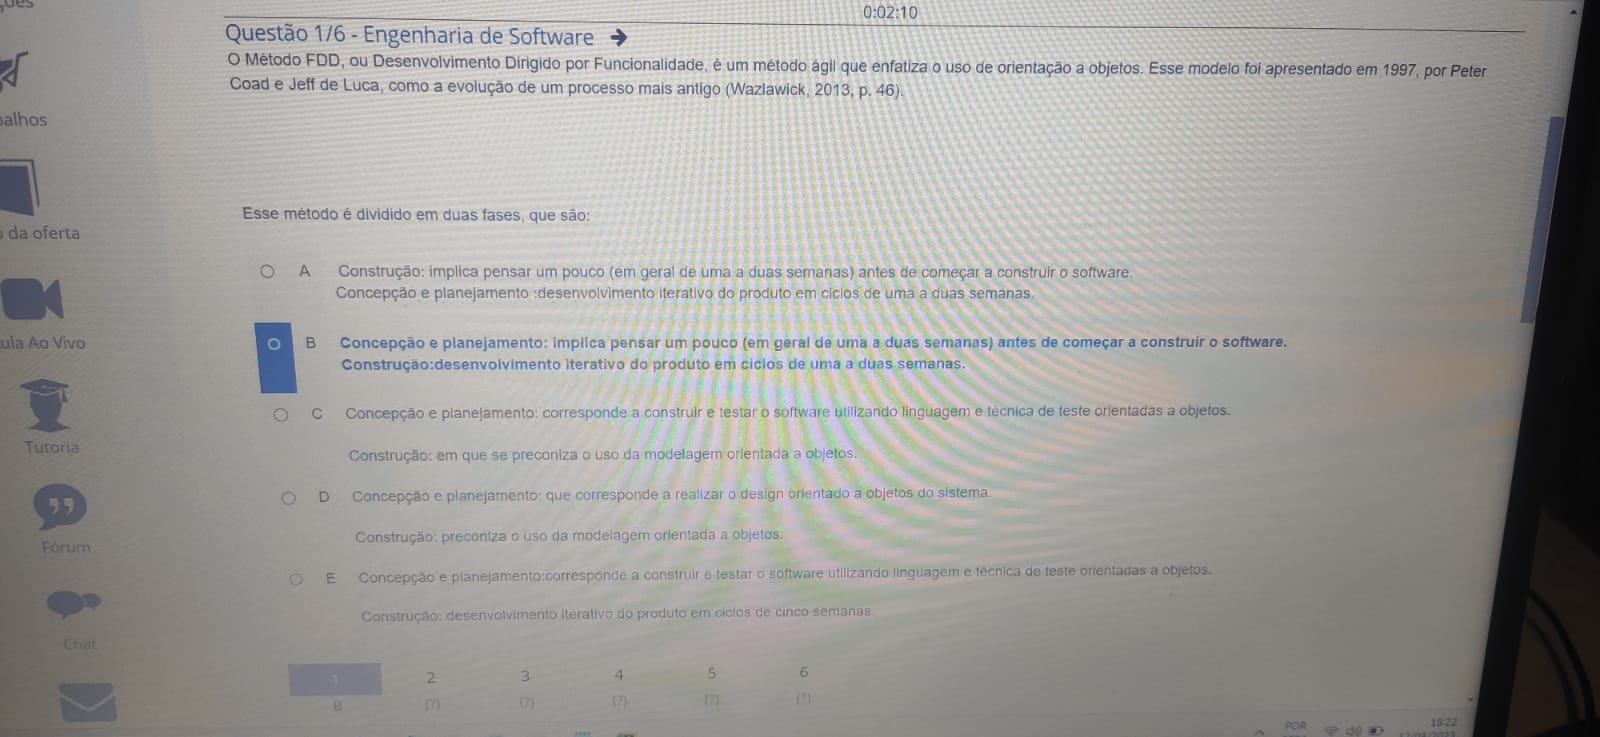 ções
0:02:10
Questão 1/6 - Engenharia de Software →
O Método FDD, ou Desenvolvimento Dirigido por Funcionalidade, é um método ágil que enfatiza o uso de orientação a objetos. Esse modelo foi apresentado em 1997, por Peter
Coad e Jeff de Luca, como a evolução de um processo mais antigo (Wazlawick, 2013, p. 46).
balhos
Esse método é dividido em duas fases, que são:
o da oferta
A Construção: implica pensar um pouco (em geral de uma a duas semanas) antes de começar a construir o software.
Concepção e planejamento :desenvolvimento iterativo do produto em ciclos de uma a duas semanas.
ula Ao Vivo
B Concepção e planejamento: implica pensar um pouco (em geral de uma a duas semanas) antes de começar a construir o software.
Construção:desenvolvimento iterativo do produto em ciclos de uma a duas semanas.
C Concepção e planejamento: corresponde a construir e testar o software utilizando linguagem e técnica de teste orientadas a objetos.
Tutoria
Construção: em que se preconiza o uso da modelagem orientada a objetos.
D Concepção e planejamento: que corresponde a realizar o design orientado a objetos do sistema.
Fórum
Construção: preconiza o uso da modelagem orientada a objetos.
E Concepção e planejamento:corresponde a construir e testar o software utilizando linguagem e técnica de teste orientadas a objetos.
Construção: desenvolvimento iterativo do produto em ciclos de cinco semanas.
Chat
1 2 3 4 5 6
B (?) (?) (?) (?) (?)
POR
18:22